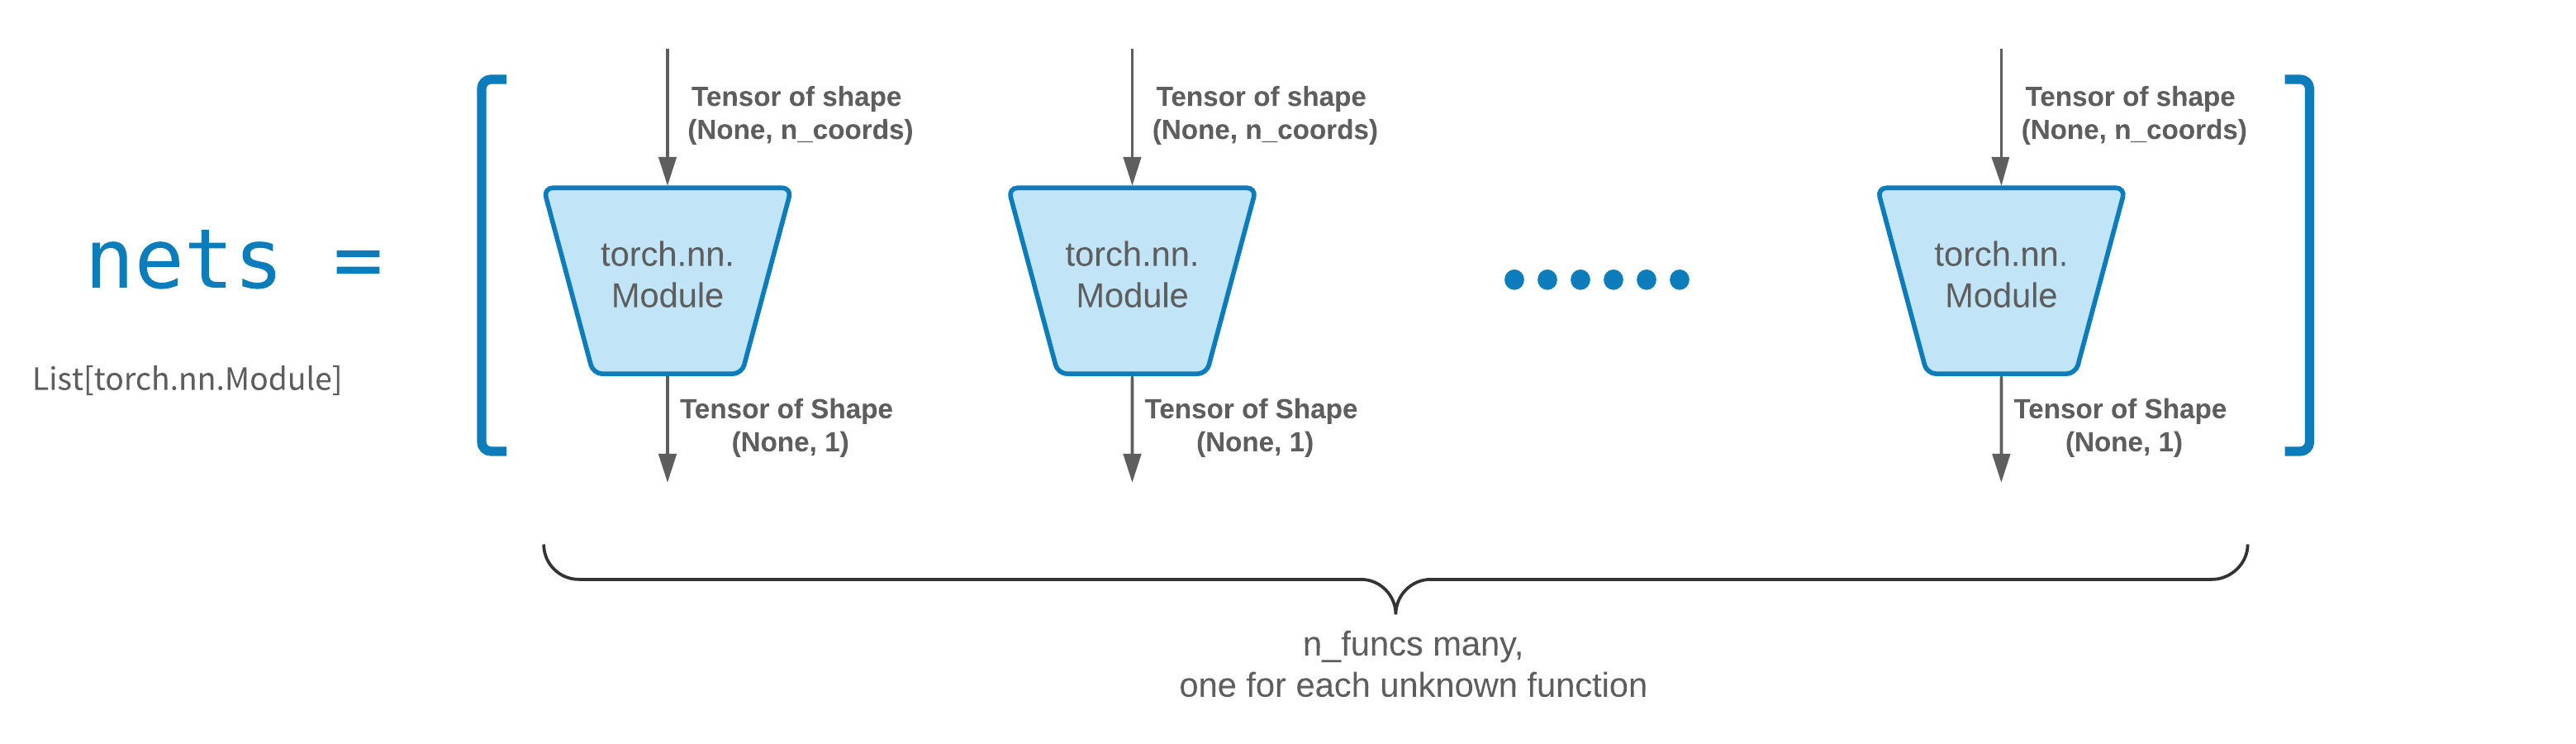 Tensor of shape
(None, n_coords)
Tensor of shape
(None, n_coords)
Tensor of shape
(None, n_coords)
nets =
List[torch.nn.Module]
torch.nn.
Module
torch.nn.
Module
torch.nn.
Module
Tensor of Shape
(None, 1)
Tensor of Shape
(None, 1)
Tensor of Shape
(None, 1)
n_funcs many,
one for each unknown function